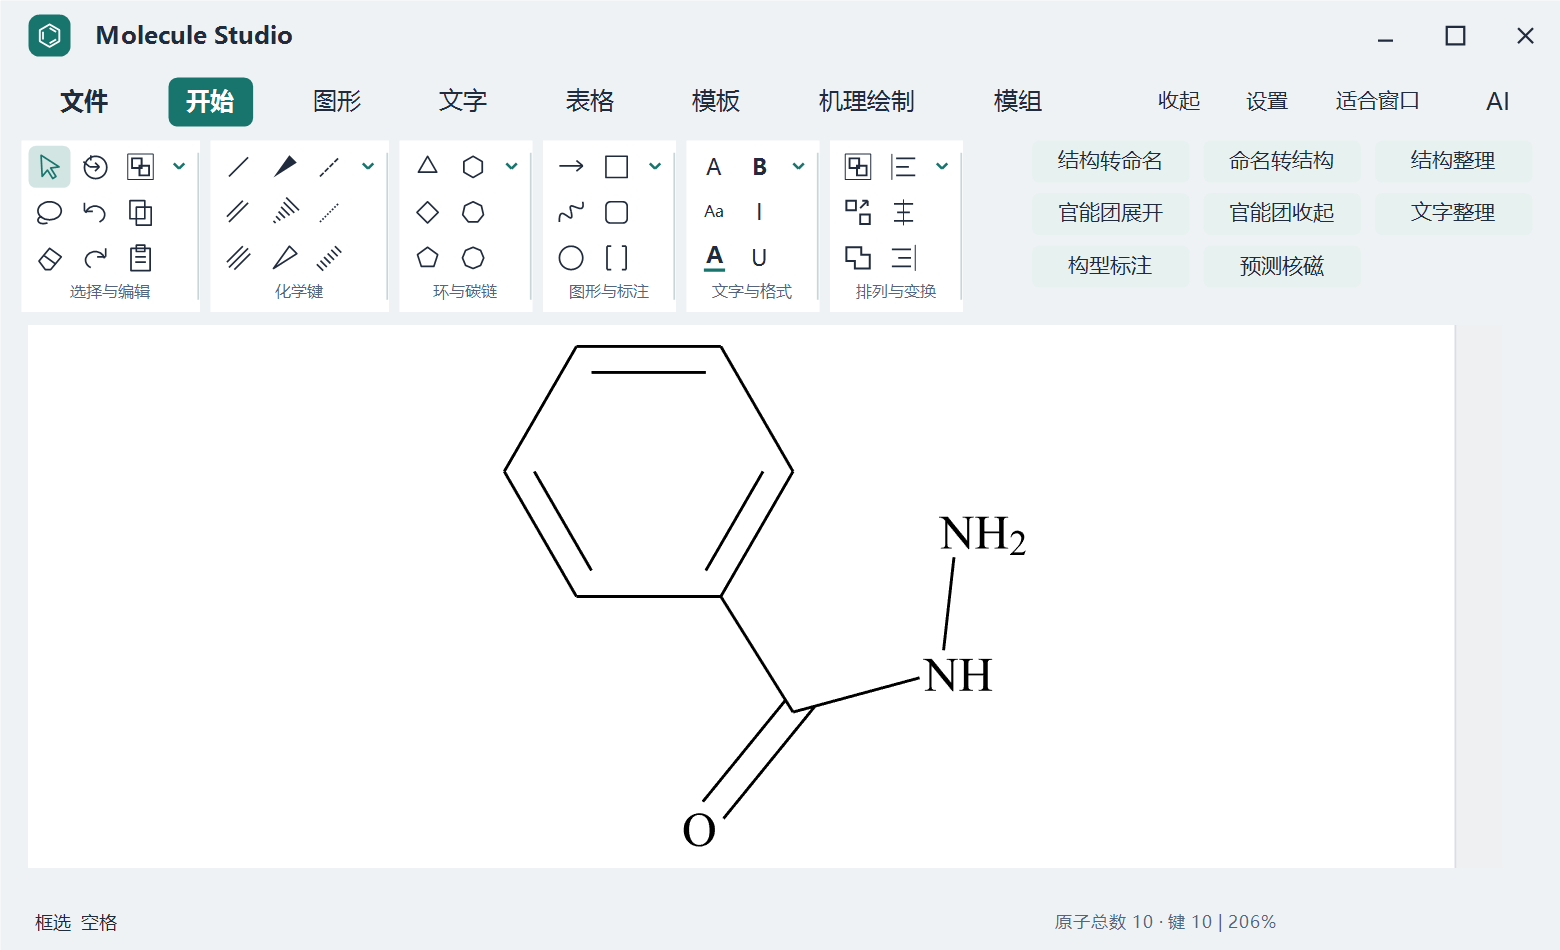 Molecule Studio
文件 开始 图形 文字 表格 模板 机理绘制 模组 收起 设置 适合窗口 AI
A B
Aa I
A U
选择与编辑 化学键 环与碳链 图形与标注 文字与格式 排列与变换
结构转命名 命名转结构 结构整理
官能团展开 官能团收起 文字整理
构型标注 预测核磁
NH2
NH
O
框选 空格
原子总数 10 · 键 10 | 206%